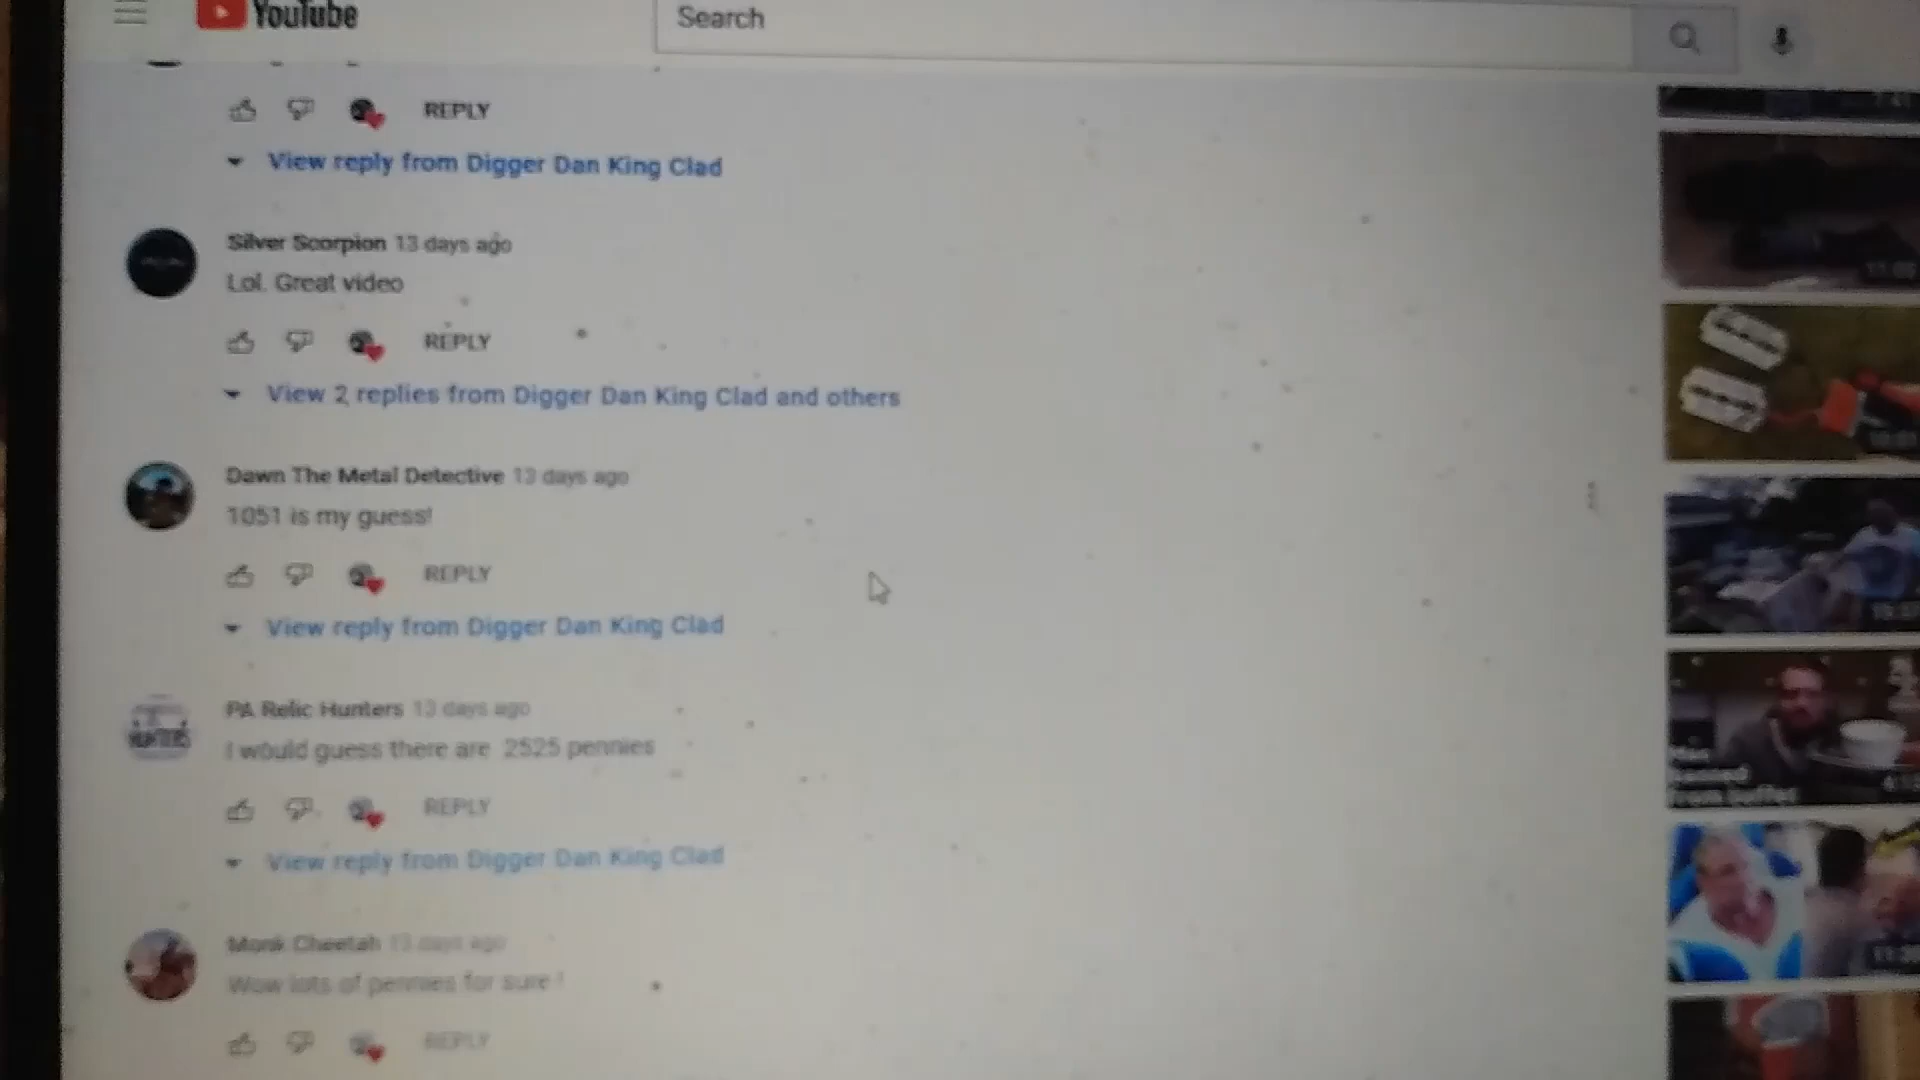 YouTube
Search
REPLY
View reply from Digger Dan King Clad
Silver Scorpion 13 days ago
Lol. Great video
REPLY
View 2 replies from Digger Dan King Clad and others
Dawn The Metal Detective 13 days ago
1051 is my guess!
REPLY
View reply from Digger Dan King Clad
PA Relic Hunters 13 days ago
I would guess there are 2525 pennies
REPLY
View reply from Digger Dan King Clad
Monk Cheetah 13 days ago
Wow lots of pennies for sure !
REPLY